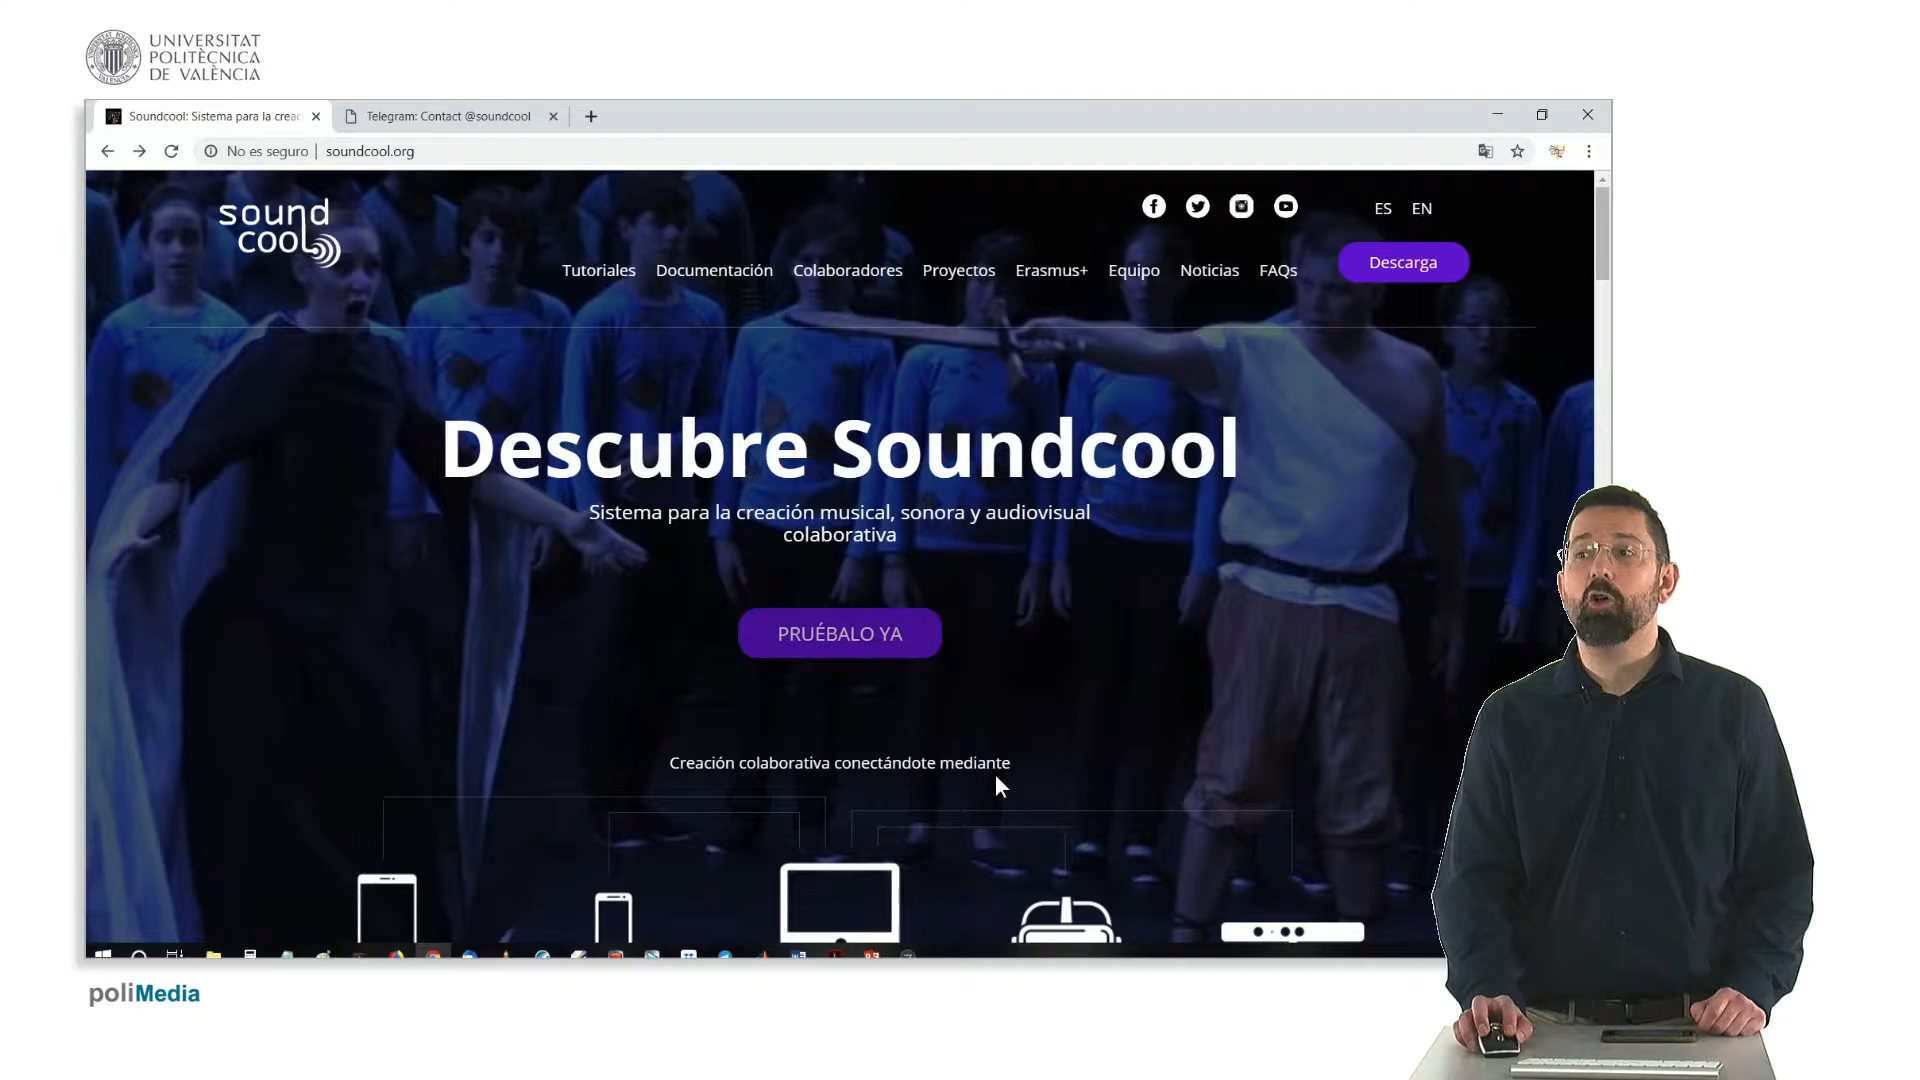 UNIVERSITAT
POLITÈCNICA
DE VALÈNCIA
Soundcool: Sistema para la creac
Telegram: Contact @soundcool
No es seguro | soundcool.org
sound
cool
ES EN
Tutoriales Documentación Colaboradores Proyectos Erasmus+ Equipo Noticias FAQs
Descarga
Descubre Soundcool
Sistema para la creación musical, sonora y audiovisual
colaborativa
PRUÉBALO YA
Creación colaborativa conectándote mediante
poliMedia